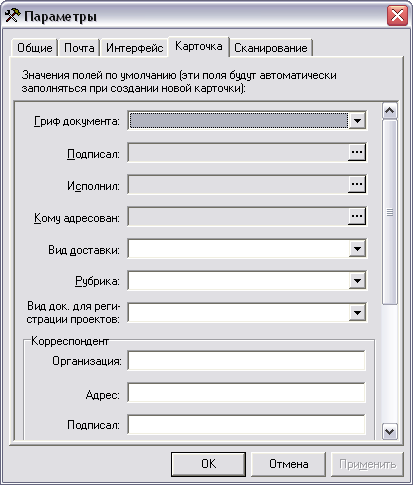 Параметры
Общие Почта Интерфейс Карточка Сканирование
Значения полей по умолчанию (эти поля будут автоматически
заполняться при создании новой карточки):
Гриф документа:
Подписал:
Исполнил:
Кому адресован:
Вид доставки:
Рубрика:
Вид док. для реги-
страции проектов:
Корреспондент
Организация:
Адрес:
Подписал:
OK Отмена Применить